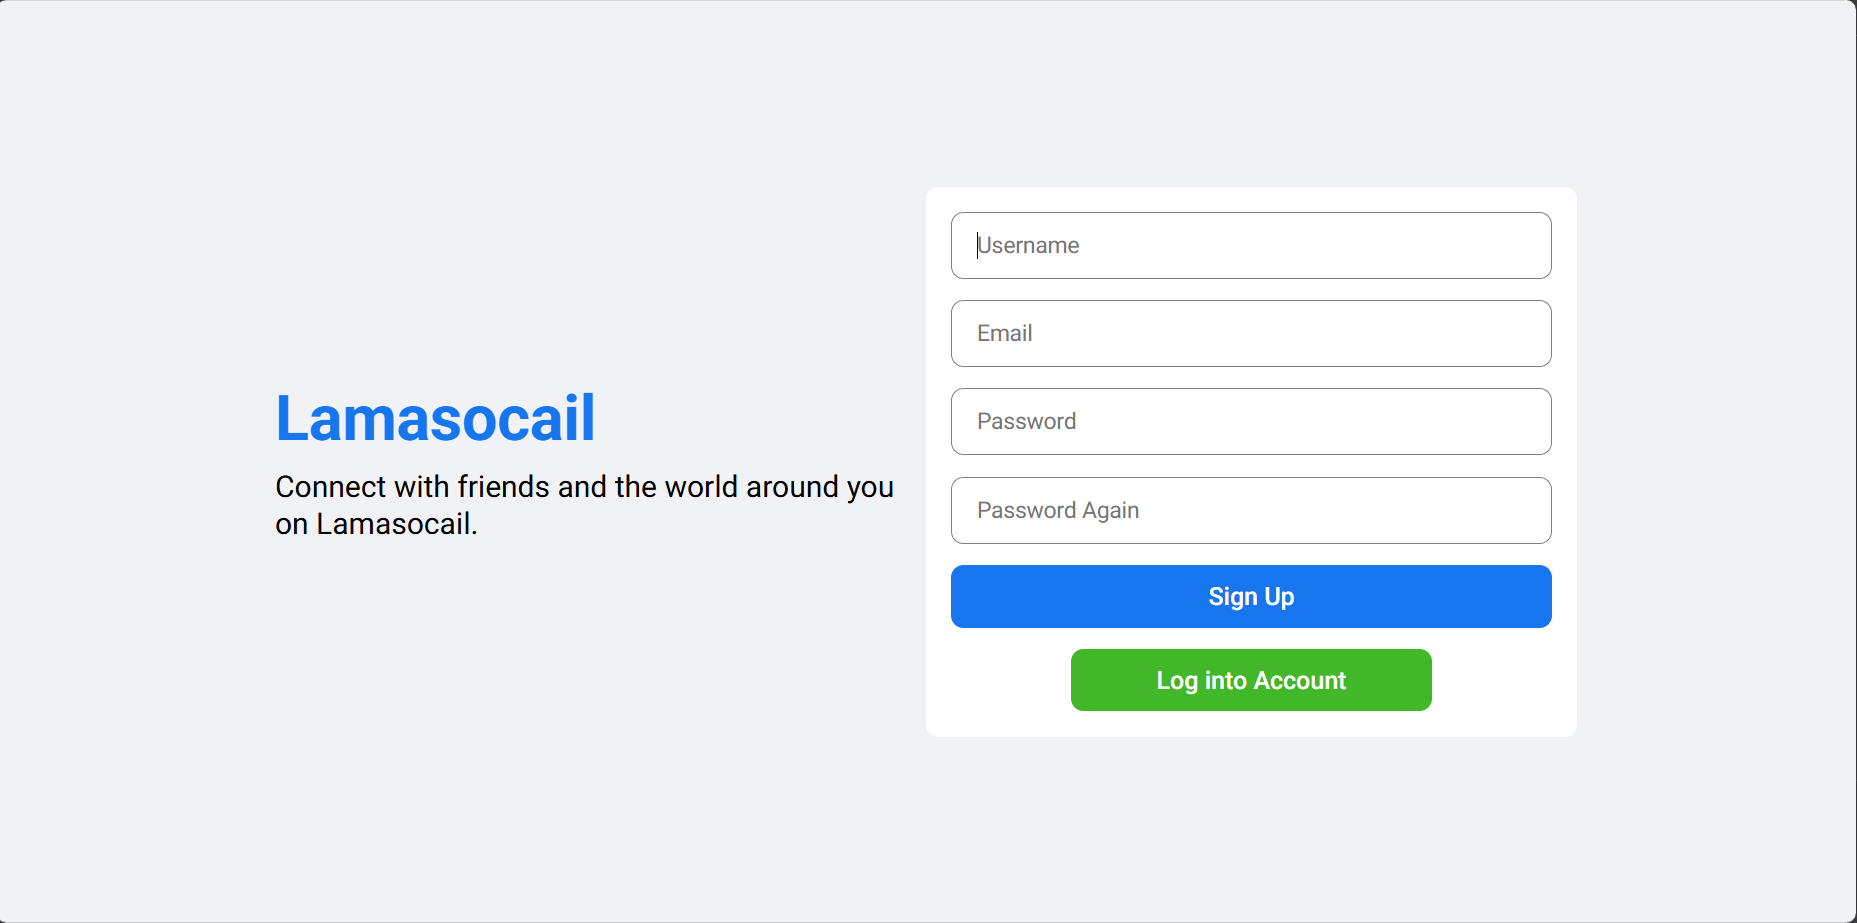 Lamasocail
Connect with friends and the world around you
on Lamasocail.
Username
Email
Password
Password Again
Sign Up
Log into Account